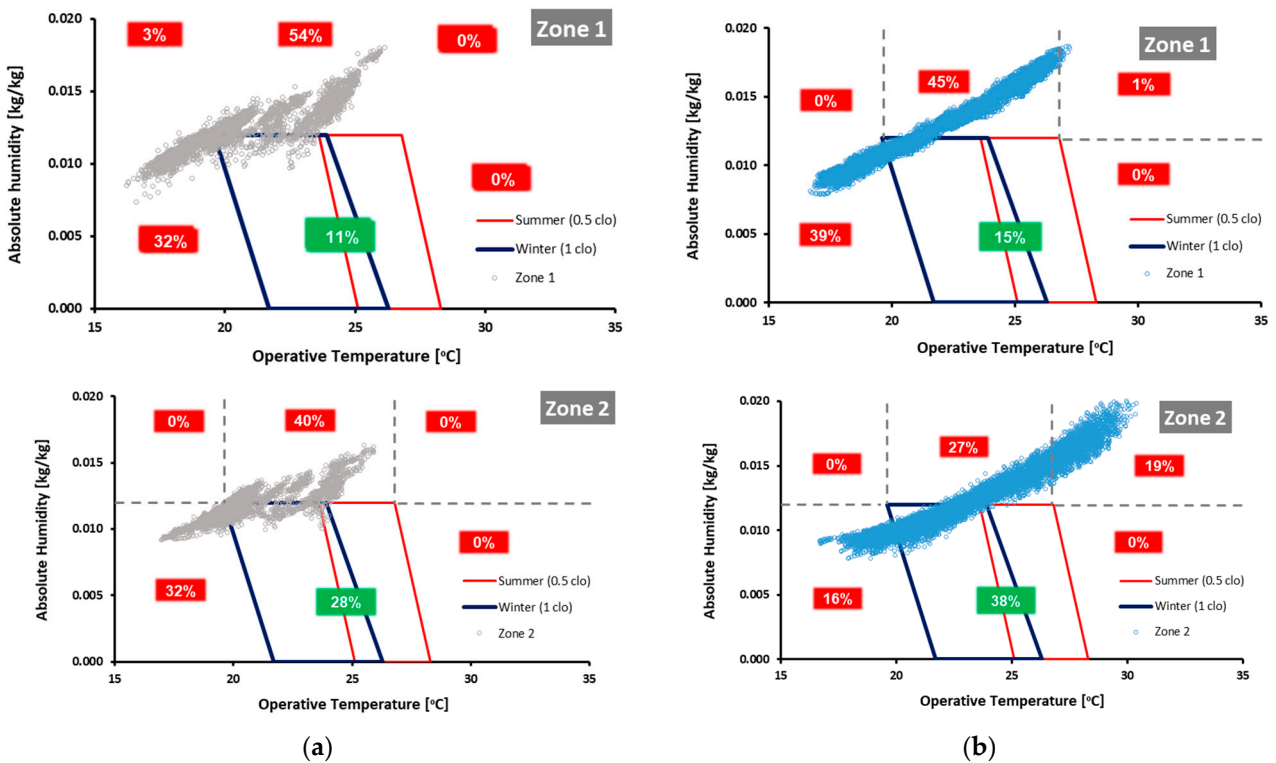 Zone 1
3% 54% 0%
0.020
0.015
0.010
0.005
0.000
Absolute humidity [kg/kg]
0%
32% 11%
Summer (0.5 clo)
Winter (1 clo)
Zone 1
15 20 25 30 35
Operative Temperature [°C]
Zone 1
0% 45% 1%
0.020
0.015
0.010
0.005
0.000
Absolute Humidity [kg/kg]
0%
39% 15%
Summer (0.5 clo)
Winter (1 clo)
Zone 1
15 20 25 30 35
Operative Temperature [°C]
Zone 2
0% 40% 0%
0.020
0.015
0.010
0.005
0.000
Absolute Humidity [kg/kg]
0%
32% 28%
Summer (0.5 clo)
Winter (1 clo)
Zone 2
15 20 25 30 35
Operative Temperature [°C]
Zone 2
0% 27% 19%
0.020
0.015
0.010
0.005
0.000
Absolute Humidity [kg/kg]
0%
16% 38%
Summer (0.5 clo)
Winter (1 clo)
Zone 2
15 20 25 30 35
Operative Temperature [°C]
(a) (b)